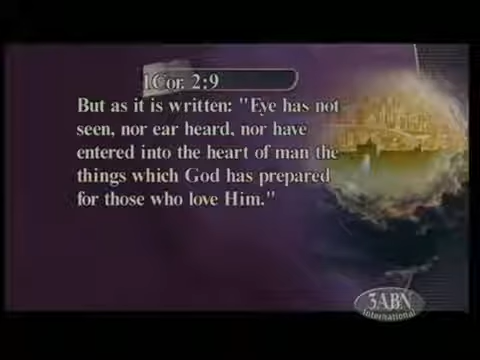 1Cor. 2:9
But as it is written: "Eye has not
seen, nor ear heard, nor have
entered into the heart of man the
things which God has prepared
for those who love Him."
3ABN
International